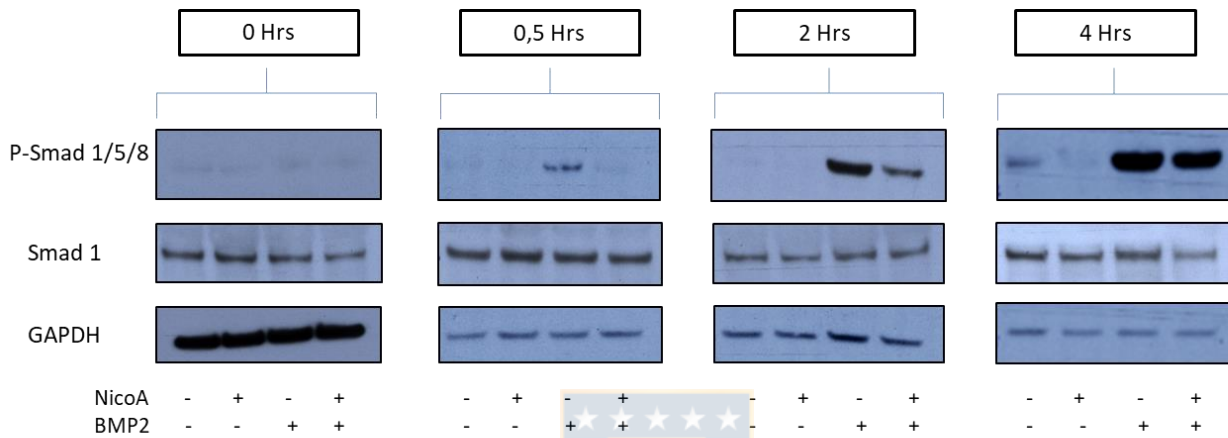 0 Hrs 0,5 Hrs 2 Hrs 4 Hrs
P-Smad 1/5/8
Smad 1
GAPDH
NicoA - + - + - + - + - + - + - + - +
BMP2 - - + + - - + + - - + + - - + +